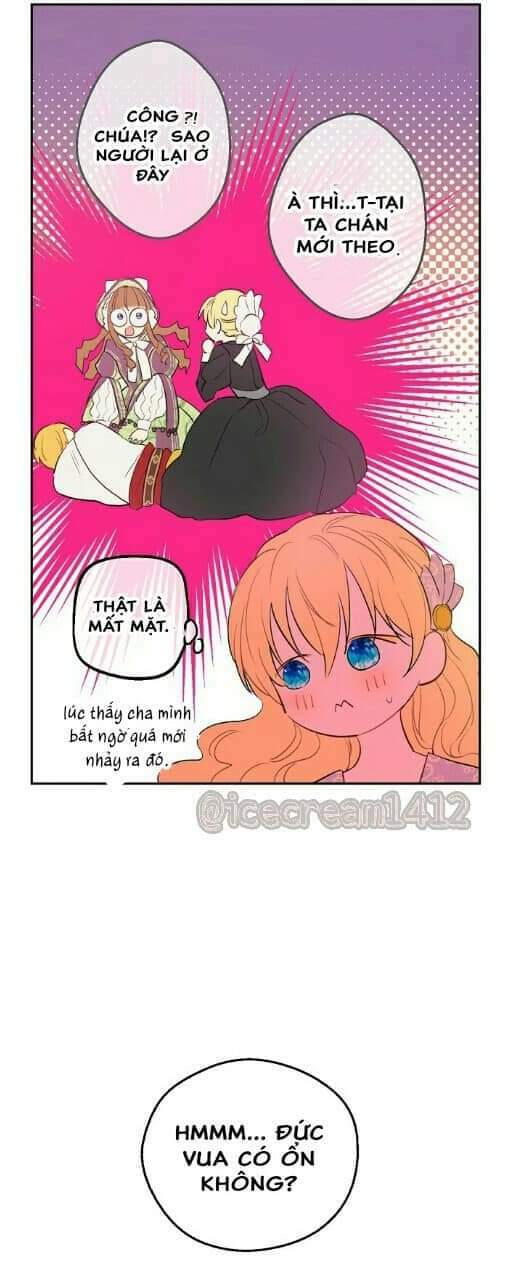 CÔNG ?!
CHÚA!? SAO
NGƯỜI LẠI Ở
ĐÂY
À THÌ...T-TẠI
TA CHÁN
MỚI THEO.
THẬT LÀ
MẤT MẶT.
lúc thấy cha mình
bất ngờ quá mới
nhảy ra đó.
@icecream1412
HMMM... ĐỨC
VUA CÓ ỔN
KHÔNG?